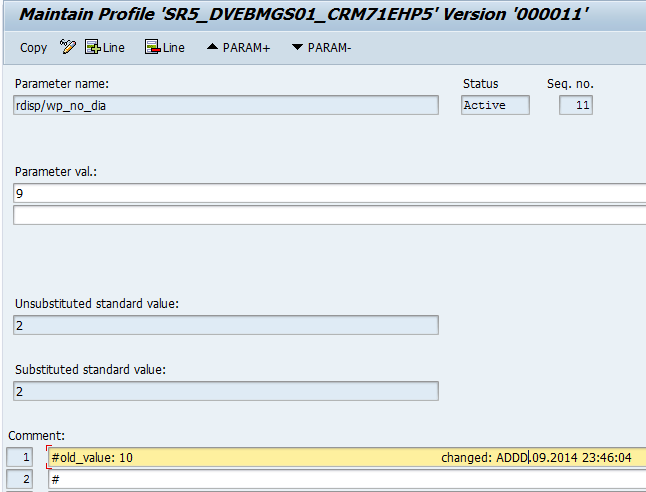 Maintain Profile 'SR5_DVEBMGS01_CRM71EHP5' Version '000011'
Copy Line Line PARAM+ PARAM-
Parameter name: Status Seq. no.
rdisp/wp_no_dia Active 11
Parameter val.:
9
Unsubstituted standard value:
2
Substituted standard value:
2
Comment:
1 #old_value: 10 changed: ADDD.09.2014 23:46:04
2 #